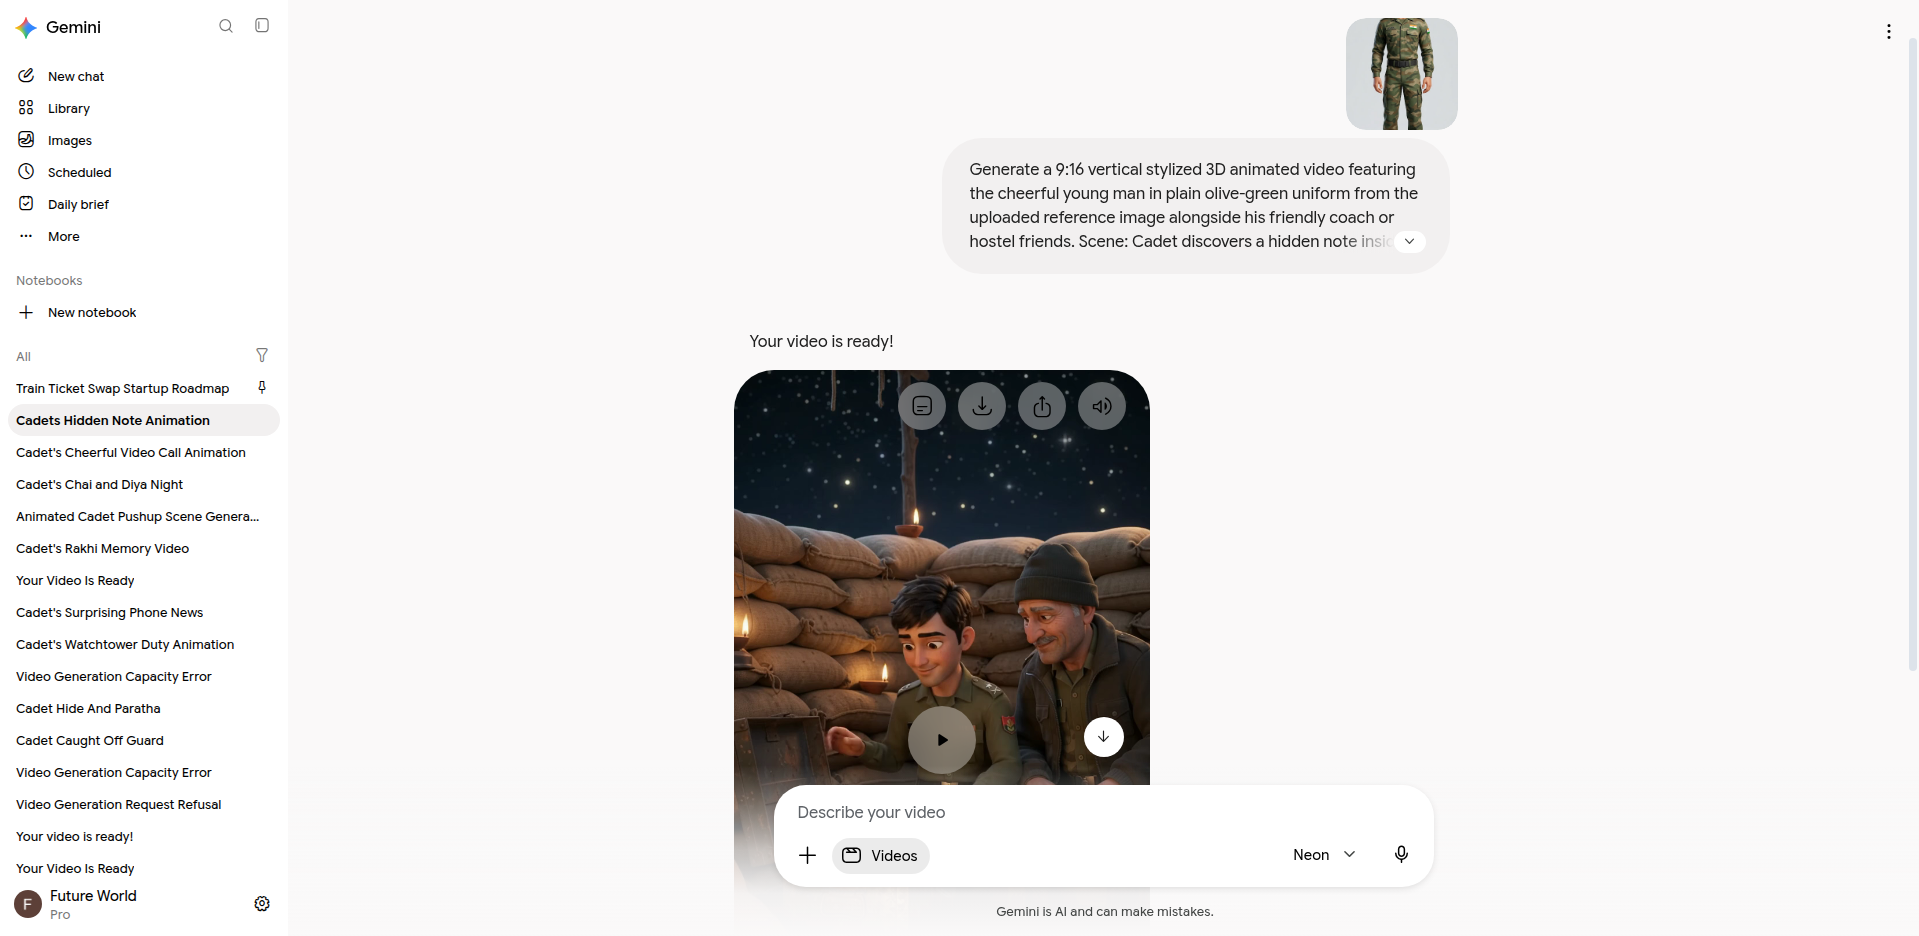 Gemini
New chat
Library
Images
Scheduled
Daily brief
More
Notebooks
New notebook
All
Train Ticket Swap Startup Roadmap
Cadets Hidden Note Animation
Cadet's Cheerful Video Call Animation
Cadet's Chai and Diya Night
Animated Cadet Pushup Scene Genera...
Cadet's Rakhi Memory Video
Your Video Is Ready
Cadet's Surprising Phone News
Cadet's Watchtower Duty Animation
Video Generation Capacity Error
Cadet Hide And Paratha
Cadet Caught Off Guard
Video Generation Capacity Error
Video Generation Request Refusal
Your video is ready!
Your Video Is Ready
F
Future World
Pro
Generate a 9:16 vertical stylized 3D animated video featuring
the cheerful young man in plain olive-green uniform from the
uploaded reference image alongside his friendly coach or
hostel friends. Scene: Cadet discovers a hidden note
Your video is ready!
Describe your video
Videos
Neon
Gemini is AI and can make mistakes.